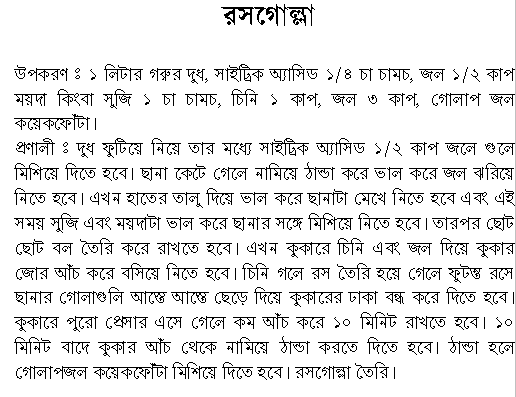 রসগোল্লা
উপকরণ ঃ ১ লিটার গরুর দুধ, সাইট্রিক অ্যাসিড ১/৪ চা চামচ, জল ১/২ কাপ
ময়দা কিংবা সুজি ১ চা চামচ, চিনি ১ কাপ, জল ৩ কাপ, গোলাপ জল
কয়েকফোঁটা।
প্রণালী ঃ দুধ ফুটিয়ে নিয়ে তার মধ্যে সাইট্রিক অ্যাসিড ১/২ কাপ জলে গুলে
মিশিয়ে দিতে হবে। ছানা কেটে গেলে নামিয়ে ঠান্ডা করে ভাল করে জল ঝরিয়ে
নিতে হবে। এখন হাতের তালু দিয়ে ভাল করে ছানাটা মেখে নিতে হবে এবং এই
সময় সুজি এবং ময়দাটা ভাল করে ছানার সঙ্গে মিশিয়ে নিতে হবে। তারপর ছোট
ছোট বল তৈরি করে রাখতে হবে। এখন কুকারে চিনি এবং জল দিয়ে কুকার
জোর আঁচ করে বসিয়ে নিতে হবে। চিনি গলে রস তৈরি হয়ে গেলে ফুটন্ত রসে
ছানার গোলাগুলি আস্তে আস্তে ছেড়ে দিয়ে কুকারের ঢাকা বন্ধ করে দিতে হবে।
কুকারে পুরো প্রেসার এসে গেলে কম আঁচ করে ১০ মিনিট রাখতে হবে। ১০
মিনিট বাদে কুকার আঁচ থেকে নামিয়ে ঠান্ডা করতে দিতে হবে। ঠান্ডা হলে
গোলাপজল কয়েকফোঁটা মিশিয়ে দিতে হবে। রসগোল্লা তৈরি।